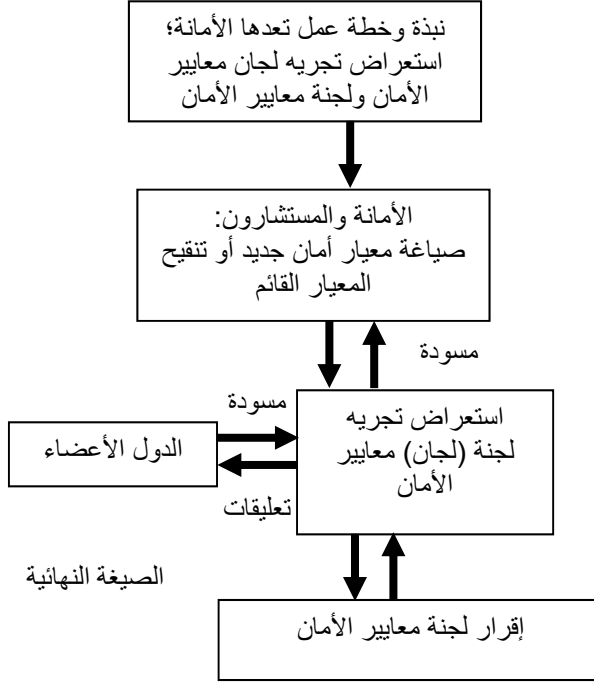 نبذة وخطة عمل تعدها الأمانة؛
استعراض تجريه لجان معايير
الأمان ولجنة معايير الأمان
الأمانة والمستشارون:
صياغة معيار أمان جديد أو تنقيح
المعيار القائم
مسودة
استعراض تجريه
لجنة (لجان) معايير
الأمان
مسودة
الدول الأعضاء
تعليقات
الصيغة النهائية
إقرار لجنة معايير الأمان